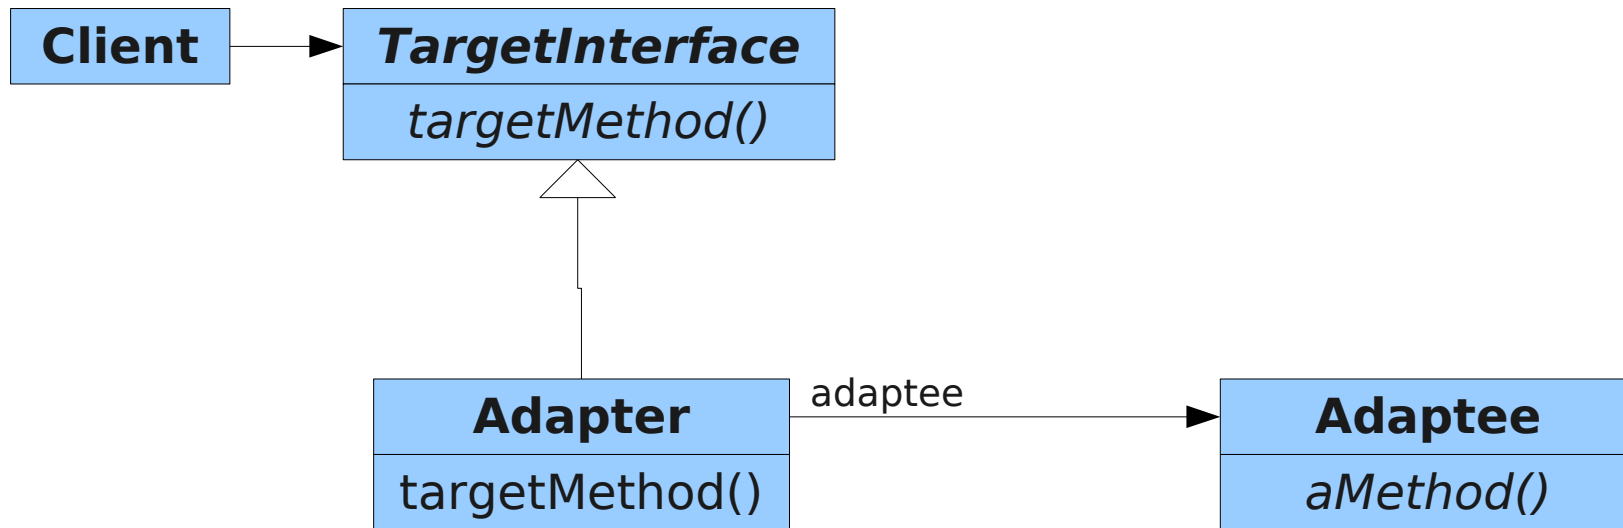 Client
TargetInterface
targetMethod()
adaptee
Adapter
targetMethod()
Adaptee
aMethod()